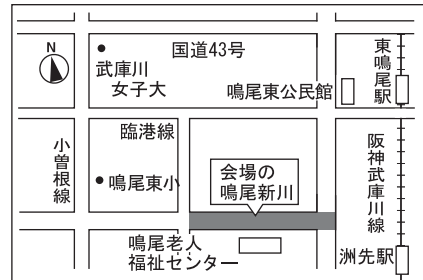 N
国道43号
武庫川
女子大
東鳴尾駅
鳴尾東公民館
臨港線
小曽根線
鳴尾東小
会場の
鳴尾新川
阪神武庫川線
鳴尾老人
福祉センター
洲先駅